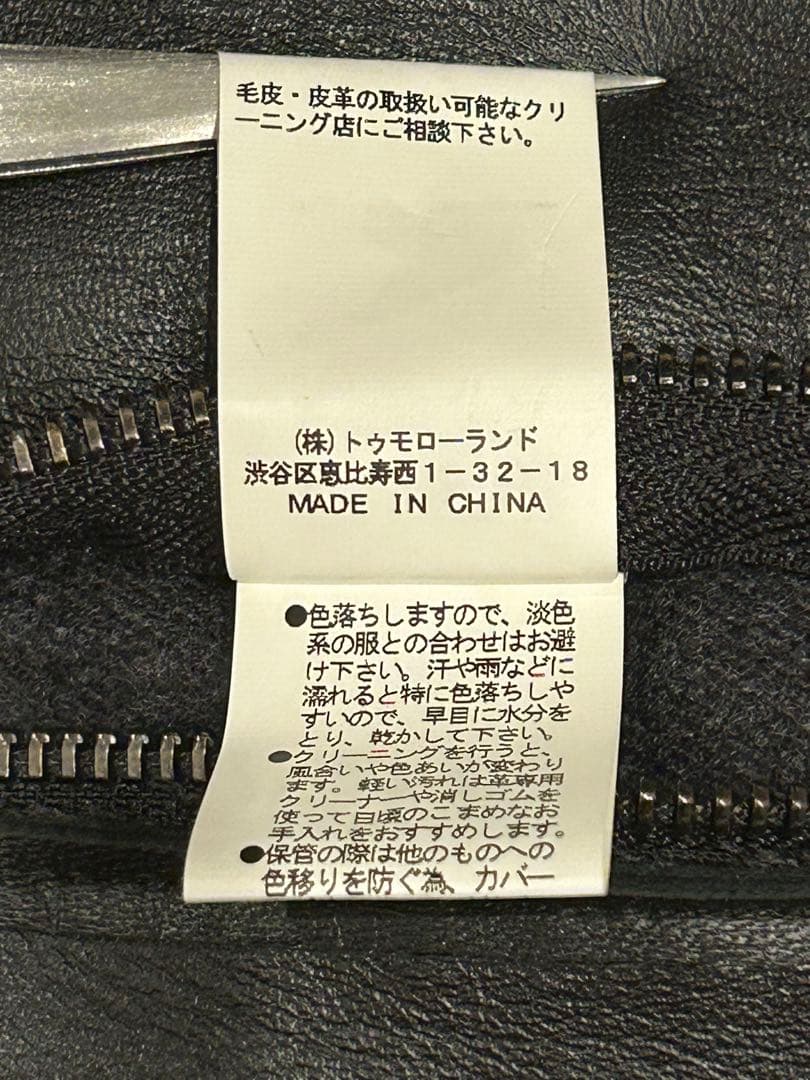 毛皮・皮革の取扱い可能なクリ
ーニング店にご相談下さい。
(株)トゥモローランド
渋谷区恵比寿西1-32-18
MADE IN CHINA
●色落ちしますので、淡色
系の服との合わせはお避
け下さい。汗や雨などに
濡れると特に色落ちしや
すいので、早目に水分を
とり、乾かして下さい。
●クリーニングを行うと、
風合いや色あいが変わり
ます。軽い汚れは革専用
クリーナーや消しゴムを
使って日頃のこまめなお
手入れをおすすめします。
●保管の際は他のものへの
色移りを防ぐ為、カバー